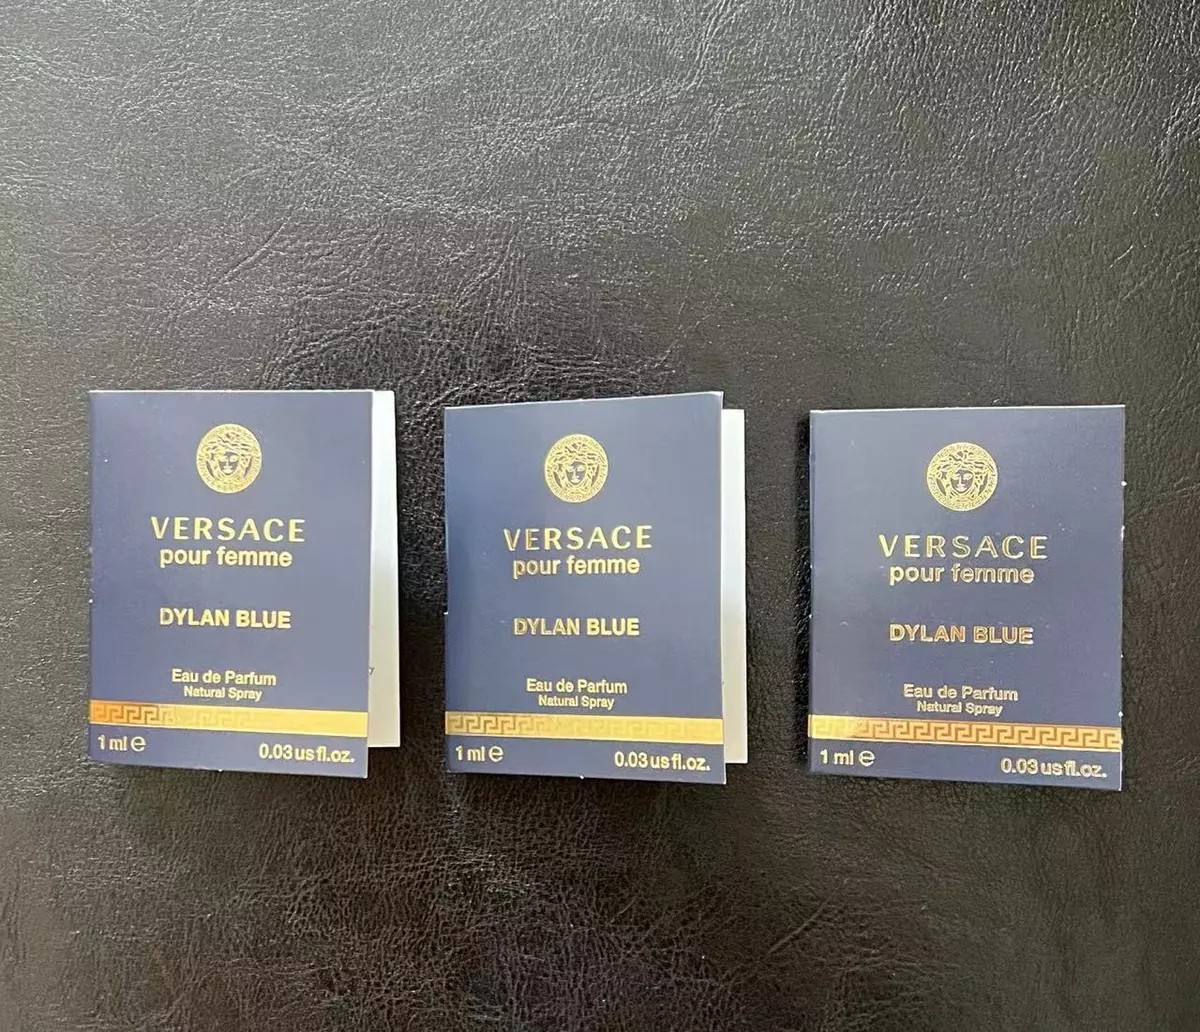 VERSACE
pour femme
DYLAN BLUE
Eau de Parfum
Natural Spray
1 ml e 0.03 us fl.oz.
VERSACE
pour femme
DYLAN BLUE
Eau de Parfum
Natural Spray
1 ml e 0.03 us fl.oz.
VERSACE
pour femme
DYLAN BLUE
Eau de Parfum
Natural Spray
1 ml e 0.03 us fl.oz.